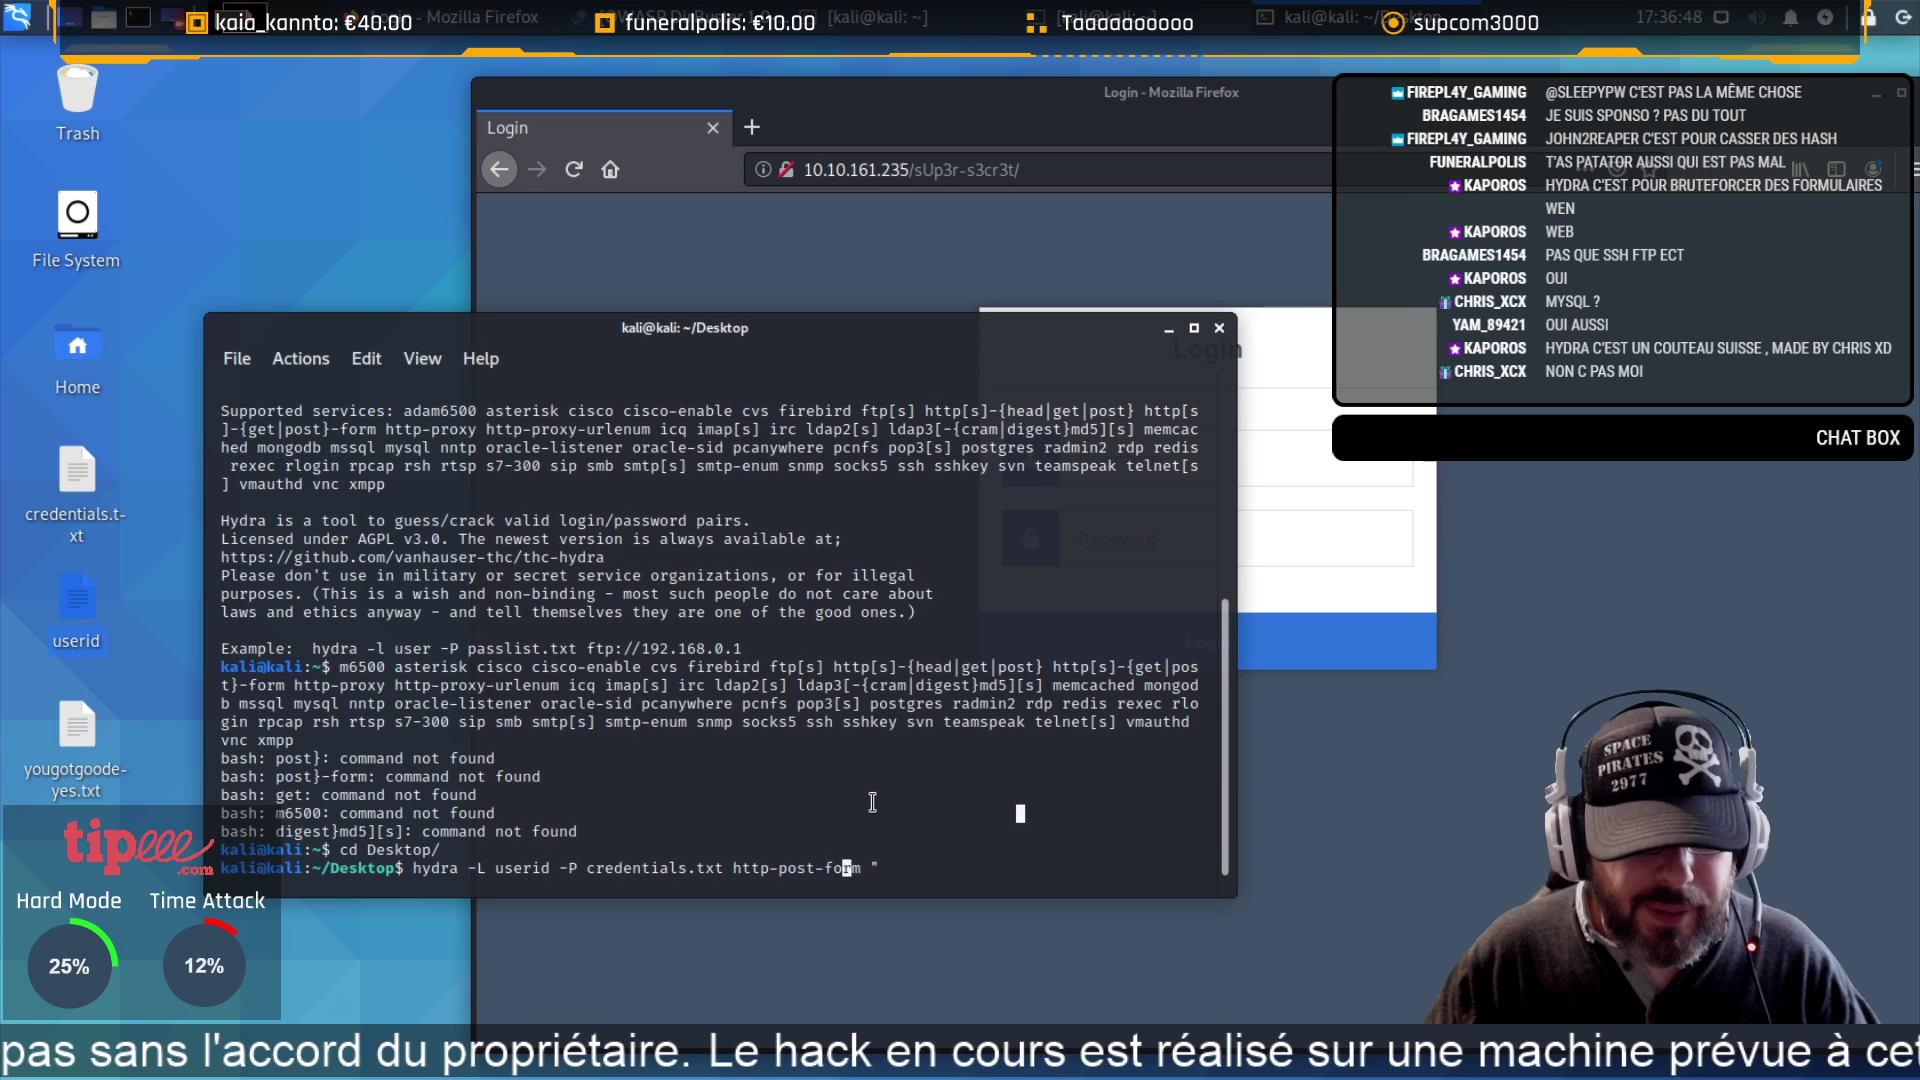 kaia_kannto: €40.00
funeralpolis: €10.00
Taaaaaooooo
supcom3000
17:36:48
Login - Mozilla Firefox
Login
10.10.161.235/sUp3r-s3cr3t/
Trash
File System
Home
credentials.t-
xt
userid
yougotgoode-
yes.txt
FIREPL4Y_GAMING @SLEEPYPW C'EST PAS LA MÊME CHOSE
BRAGAMES1454 JE SUIS SPONSO ? PAS DU TOUT
FIREPL4Y_GAMING JOHN2REAPER C'EST POUR CASSER DES HASH
FUNERALPOLIS T'AS PATATOR AUSSI QUI EST PAS MAL
KAPOROS HYDRA C'EST POUR BRUTEFORCER DES FORMULAIRES
WEN
KAPOROS WEB
BRAGAMES1454 PAS QUE SSH FTP ECT
KAPOROS OUI
CHRIS_XCX MYSQL ?
YAM_89421 OUI AUSSI
KAPOROS HYDRA C'EST UN COUTEAU SUISSE , MADE BY CHRIS XD
CHRIS_XCX NON C PAS MOI
CHAT BOX
kali@kali: ~/Desktop
File Actions Edit View Help
Login
Supported services: adam6500 asterisk cisco cisco-enable cvs firebird ftp[s] http[s]-{head|get|post} http[s
]-{get|post}-form http-proxy http-proxy-urlenum icq imap[s] irc ldap2[s] ldap3[-{cram|digest}md5][s] memcac
hed mongodb mssql mysql nntp oracle-listener oracle-sid pcanywhere pcnfs pop3[s] postgres radmin2 rdp redis
rexec rlogin rpcap rsh rtsp s7-300 sip smb smtp[s] smtp-enum snmp socks5 ssh sshkey svn teamspeak telnet[s
] vmauthd vnc xmpp
Hydra is a tool to guess/crack valid login/password pairs.
Licensed under AGPL v3.0. The newest version is always available at;
https://github.com/vanhauser-thc/thc-hydra
Password
Please don't use in military or secret service organizations, or for illegal
purposes. (This is a wish and non-binding - most such people do not care about
laws and ethics anyway - and tell themselves they are one of the good ones.)
Example:  hydra -l user -P passlist.txt ftp://192.168.0.1
kali@kali:~$ m6500 asterisk cisco cisco-enable cvs firebird ftp[s] http[s]-{head|get|post} http[s]-{get|pos
t}-form http-proxy http-proxy-urlenum icq imap[s] irc ldap2[s] ldap3[-{cram|digest}md5][s] memcached mongod
b mssql mysql nntp oracle-listener oracle-sid pcanywhere pcnfs pop3[s] postgres radmin2 rdp redis rexec rlo
gin rpcap rsh rtsp s7-300 sip smb smtp[s] smtp-enum snmp socks5 ssh sshkey svn teamspeak telnet[s] vmauthd
vnc xmpp
bash: post}: command not found
bash: post}-form: command not found
bash: get: command not found
bash: m6500: command not found
bash: digest}md5][s]: command not found
kali@kali:~$ cd Desktop/
kali@kali:~/Desktop$ hydra -L userid -P credentials.txt http-post-form "
tipeee.com
Hard Mode Time Attack
25% 12%
SPACE
PIRATES
2977
pas sans l'accord du propriétaire. Le hack en cours est réalisé sur une machine prévue à cet